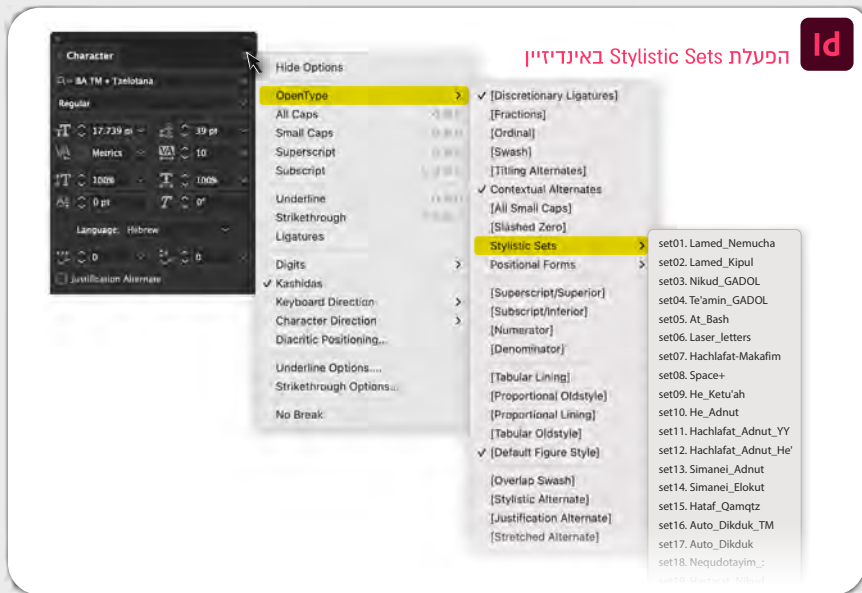 הפעלת Stylistic Sets באינדיזיין
Id
Character
BA TM + Tzelotana
Regular
17.739 m
39 pt
Metrics
10
100%
100%
0 pt
0°
Language: Hebrew
0
0
Justification Alternate
Hide Options
OpenType
All Caps
Small Caps
Superscript
Subscript
Underline
Strikethrough
Ligatures
Digits
✓ Kashidas
Keyboard Direction
Character Direction
Diacritic Positioning...
Underline Options...
Strikethrough Options...
No Break
✓ [Discretionary Ligatures]
[Fractions]
[Ordinal]
[Swash]
[Titling Alternates]
✓ Contextual Alternates
[All Small Caps]
[Slashed Zero]
Stylistic Sets
Positional Forms
[Superscript/Superior]
[Subscript/Inferior]
[Numerator]
[Denominator]
[Tabular Lining]
[Proportional Oldstyle]
[Proportional Lining]
[Tabular Oldstyle]
✓ [Default Figure Style]
[Overlap Swash]
[Stylistic Alternate]
[Justification Alternate]
[Stretched Alternate]
set01. Lamed_Nemucha
set02. Lamed_Kipul
set03. Nikud_GADOL
set04. Te'amin_GADOL
set05. At_Bash
set06. Laser_letters
set07. Hachlafat-Makafim
set08. Space+
set09. He_Ketu'ah
set10. He_Adnut
set11. Hachlafat_Adnut_YY
set12. Hachlafat_Adnut_He'
set13. Simanei_Adnut
set14. Simanei_Elokut
set15. Hataf_Qamqtz
set16. Auto_Dikduk_TM
set17. Auto_Dikduk
set18. Nequdotayim_: